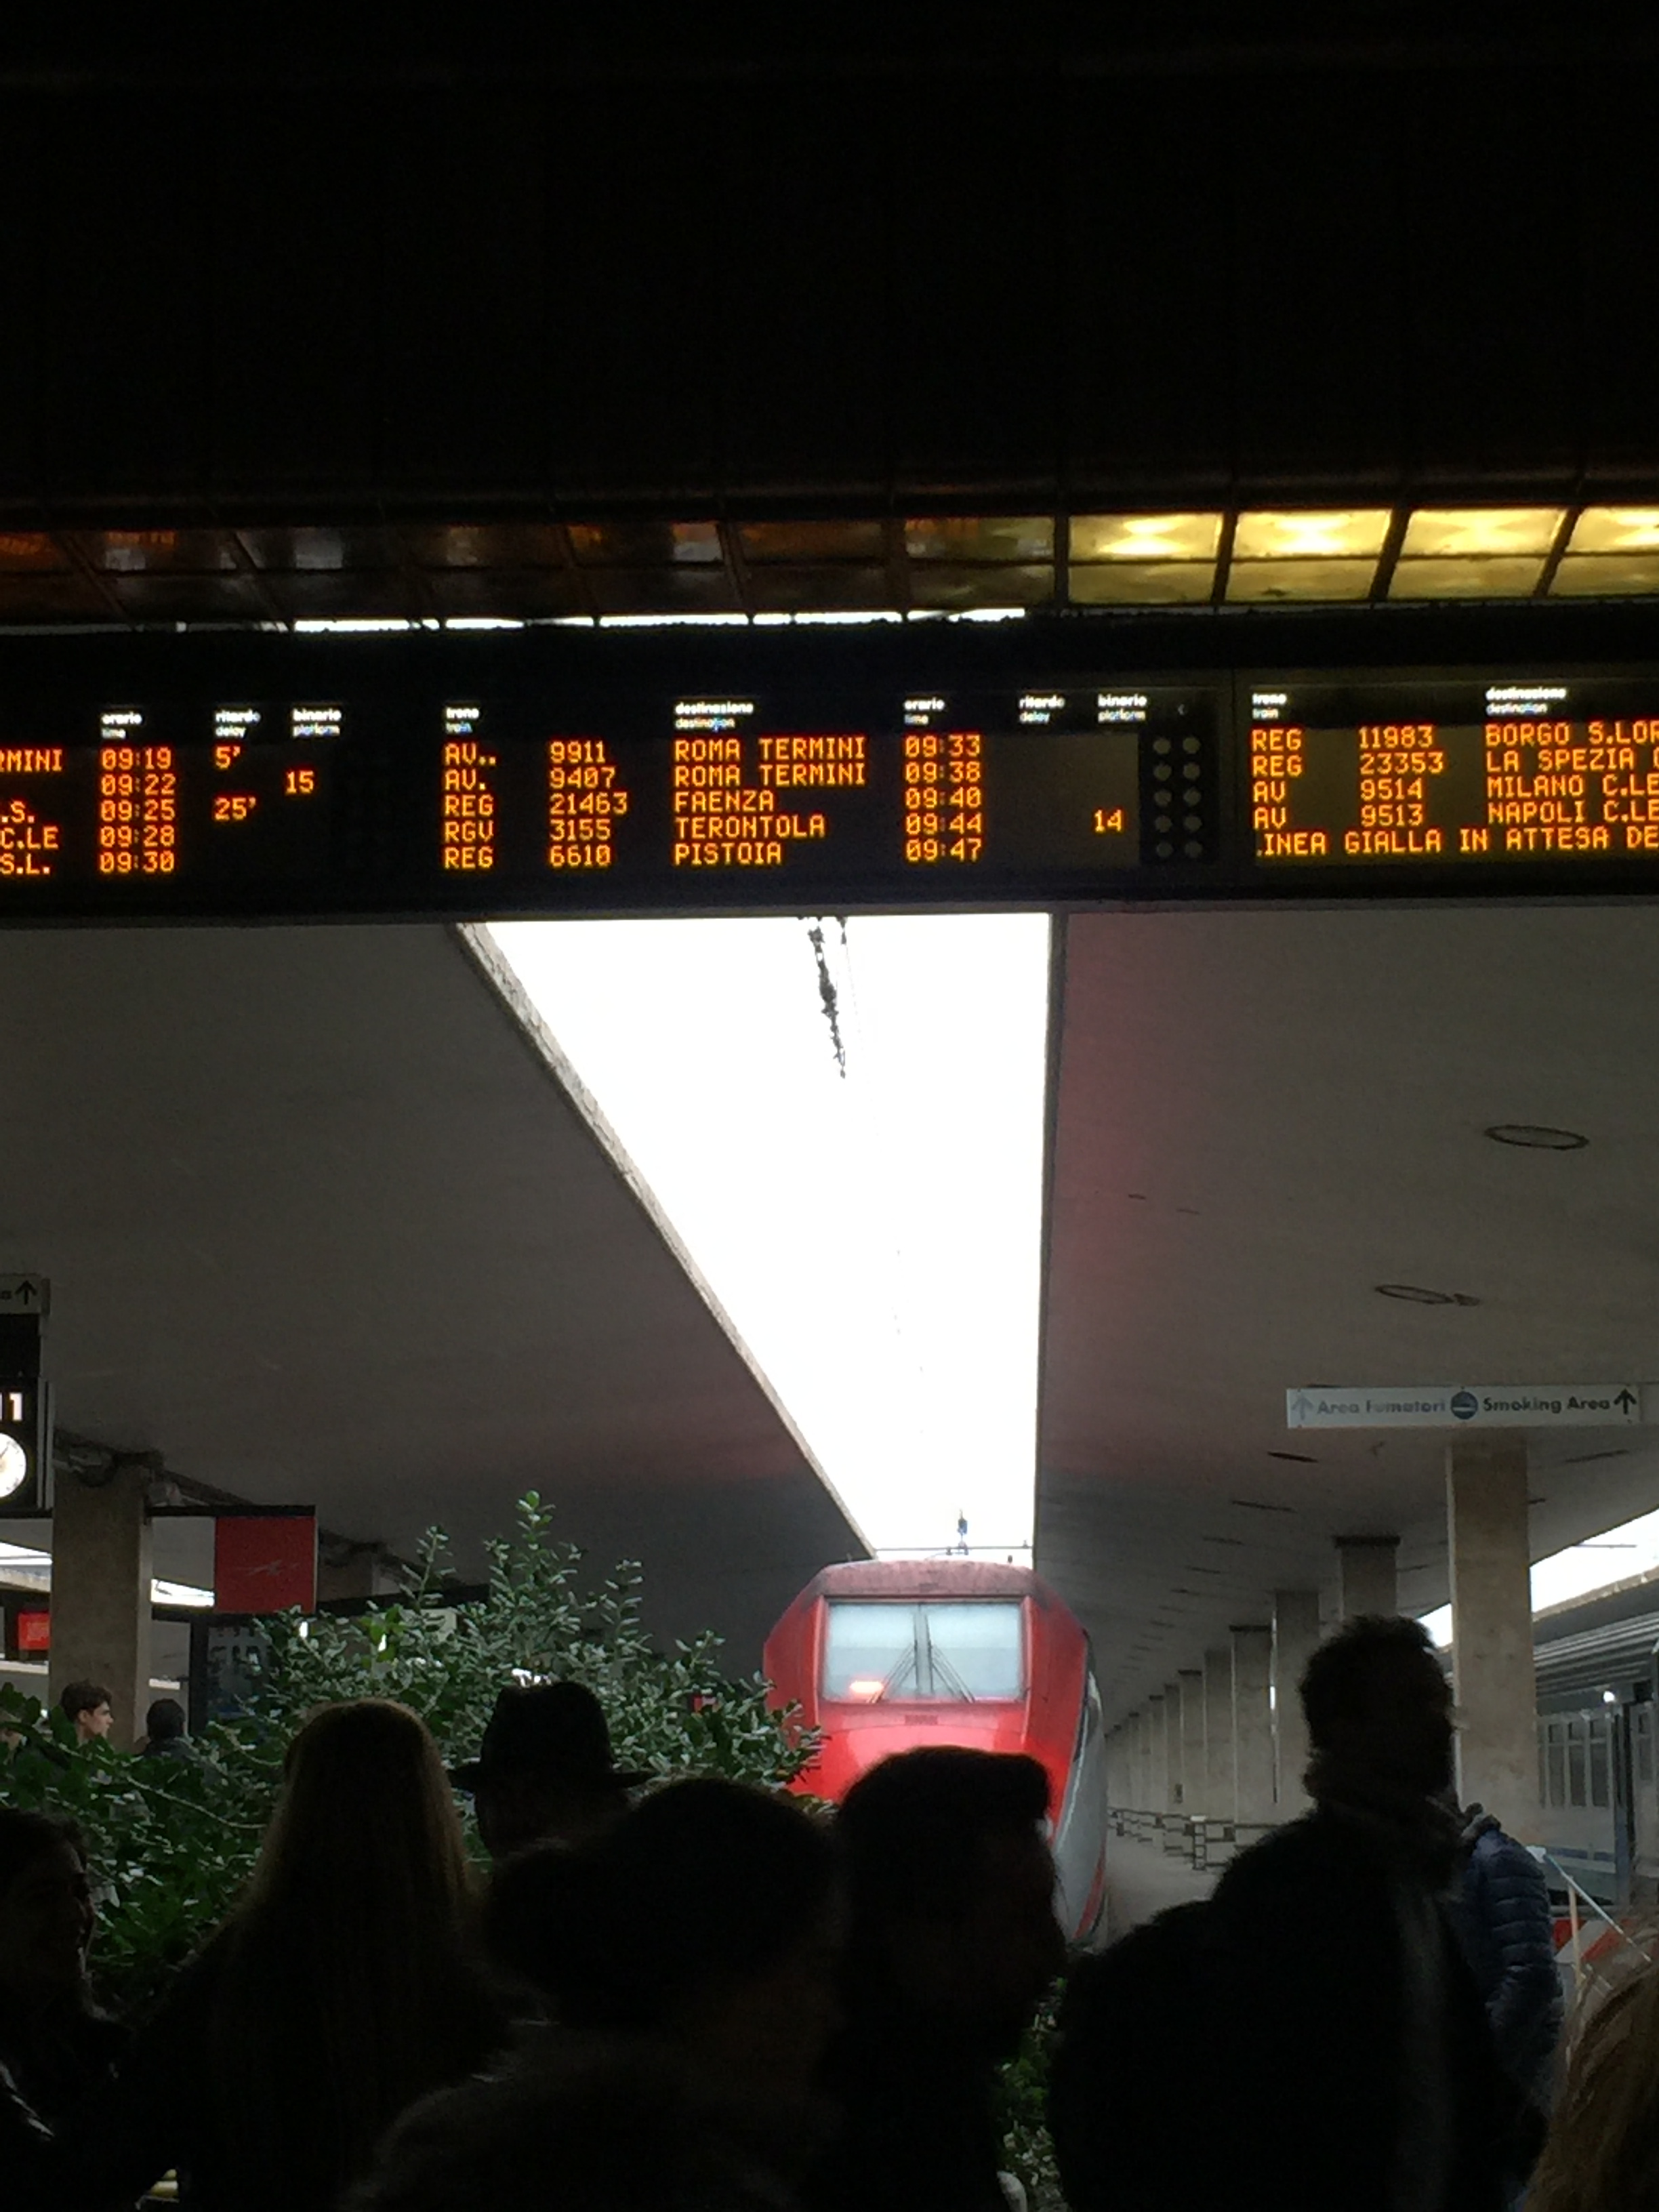 orario ritardo binario
time delay platform
RMINI 09:19 5'
09:22 15
.S. 09:25 25'
C.LE 09:28
S.L. 09:30
treno destinazione orario ritardo binario
train destination time delay platform
AV.. 9911 ROMA TERMINI 09:33
AV. 9407 ROMA TERMINI 09:38
REG 21463 FAENZA 09:40
RGV 3155 TERONTOLA 09:44 14
REG 6610 PISTOIA 09:47
treno destinazione
train destination
REG 11983 BORGO S.LOR
REG 23353 LA SPEZIA
AV 9514 MILANO C.LE
AV 9513 NAPOLI C.LE
.INEA GIALLA IN ATTESA DE
11
Area Fumatori Smoking Area